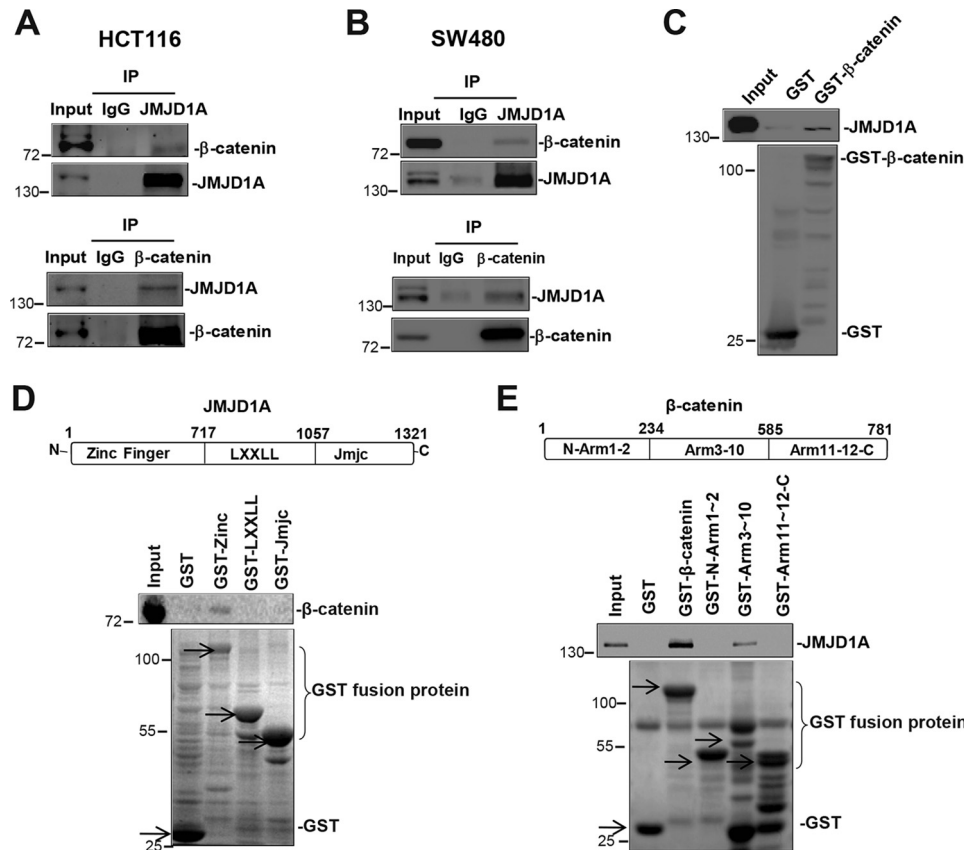 A
HCT116
IP
Input IgG JMJD1A
-β-catenin
72
-JMJD1A
130
IP
Input IgG β-catenin
-JMJD1A
130
-β-catenin
72
B
SW480
IP
Input IgG JMJD1A
-β-catenin
72
-JMJD1A
130
IP
Input IgG β-catenin
-JMJD1A
130
-β-catenin
72
C
Input
GST
GST-β-catenin
130
-JMJD1A
100
-GST-β-catenin
25
-GST
D
JMJD1A
1 717 1057 1321
N- Zinc Finger LXXLL Jmjc -C
Input
GST
GST-Zinc
GST-LXXLL
GST-Jmjc
-β-catenin
72
100
GST fusion protein
55
-GST
25
E
β-catenin
1 234 585 781
N-Arm1-2 Arm3-10 Arm11-12-C
Input
GST
GST-β-catenin
GST-N-Arm1~2
GST-Arm3~10
GST-Arm11~12-C
-JMJD1A
130
100
GST fusion protein
55
-GST
25